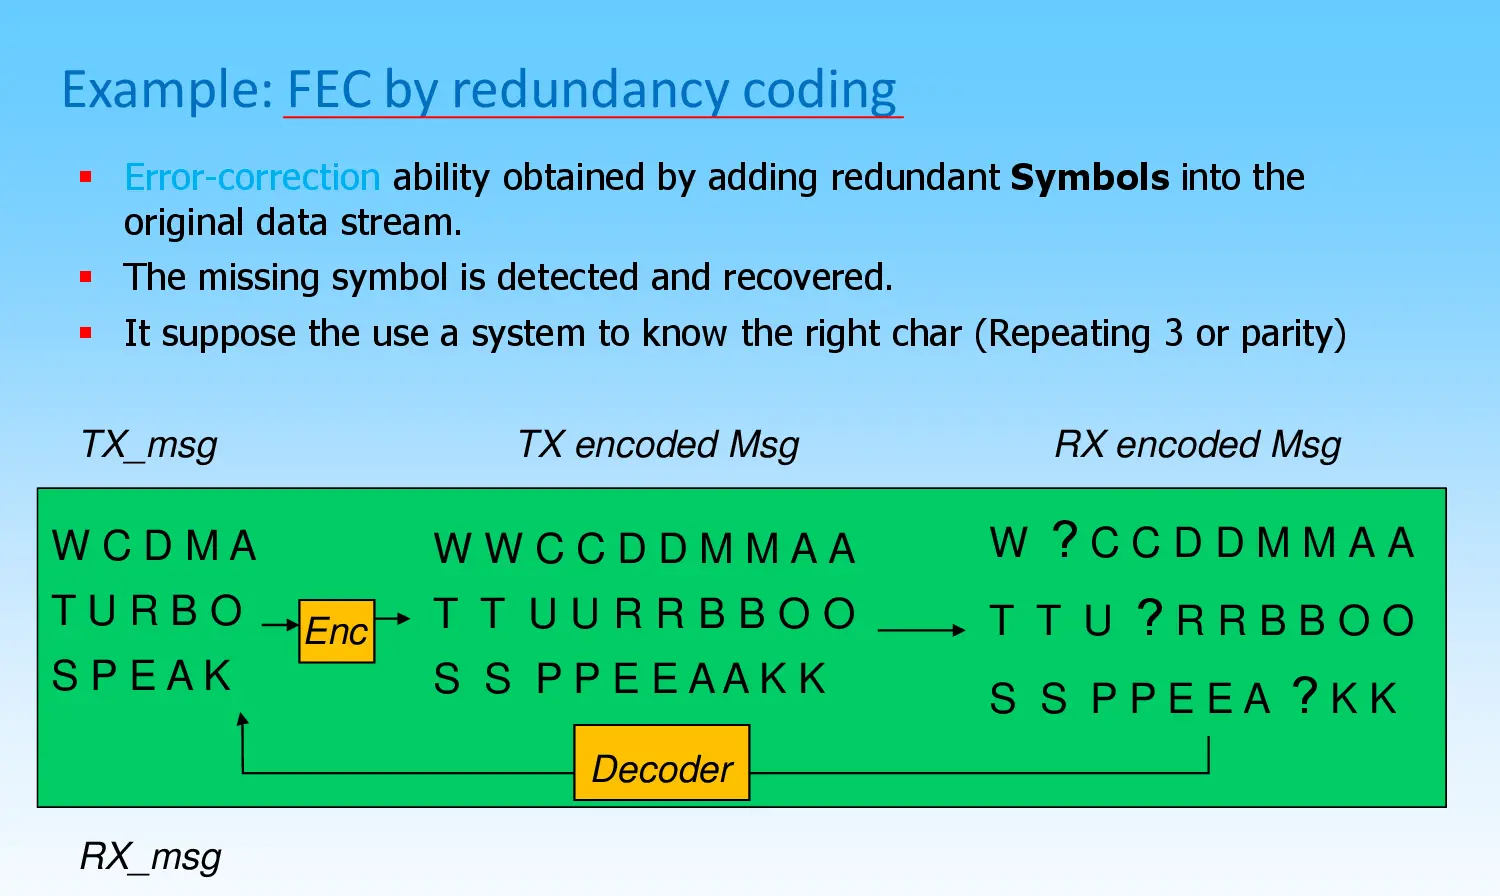 Example: FEC by redundancy coding
Error-correction ability obtained by adding redundant Symbols into the
original data stream.
The missing symbol is detected and recovered.
It suppose the use a system to know the right char (Repeating 3 or parity)
TX_msg
TX encoded Msg
RX encoded Msg
W C D M A
T U R B O
S P E A K
Enc
W W C C D D M M A A
T T U U R R B B O O
S S P P E E A A K K
W ? C C D D M M A A
T T U ? R R B B O O
S S P P E E A ? K K
Decoder
RX_msg